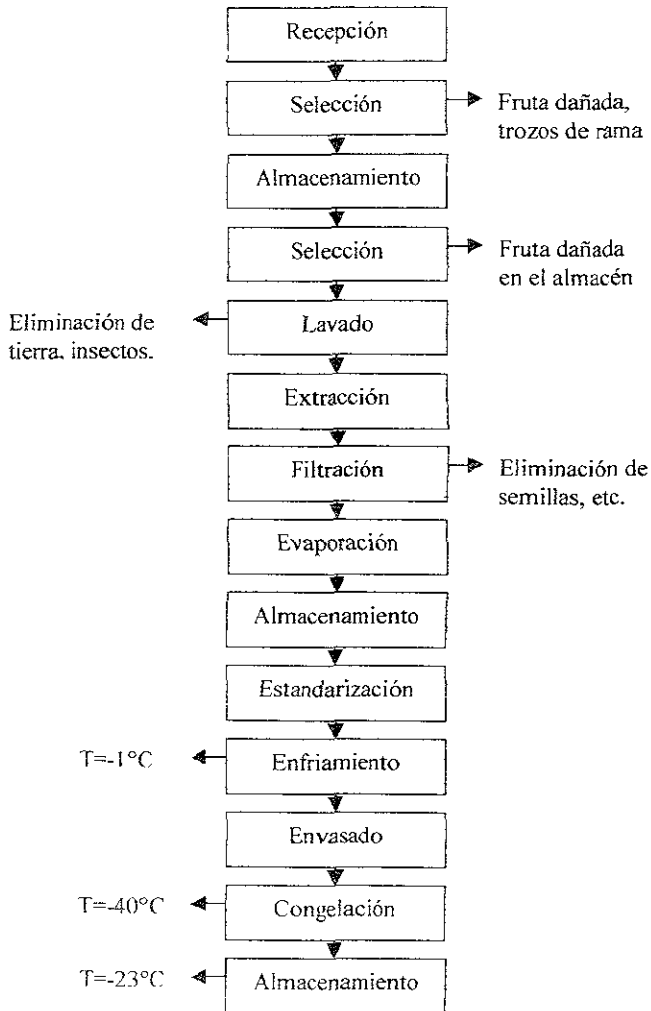 Recepción
Selección
Fruta dañada,
trozos de rama
Almacenamiento
Selección
Fruta dañada
en el almacén
Eliminación de
tierra, insectos.
Lavado
Extracción
Filtración
Eliminación de
semillas, etc.
Evaporación
Almacenamiento
Estandarización
T=-1°C
Enfriamiento
Envasado
T=-40°C
Congelación
T=-23°C
Almacenamiento